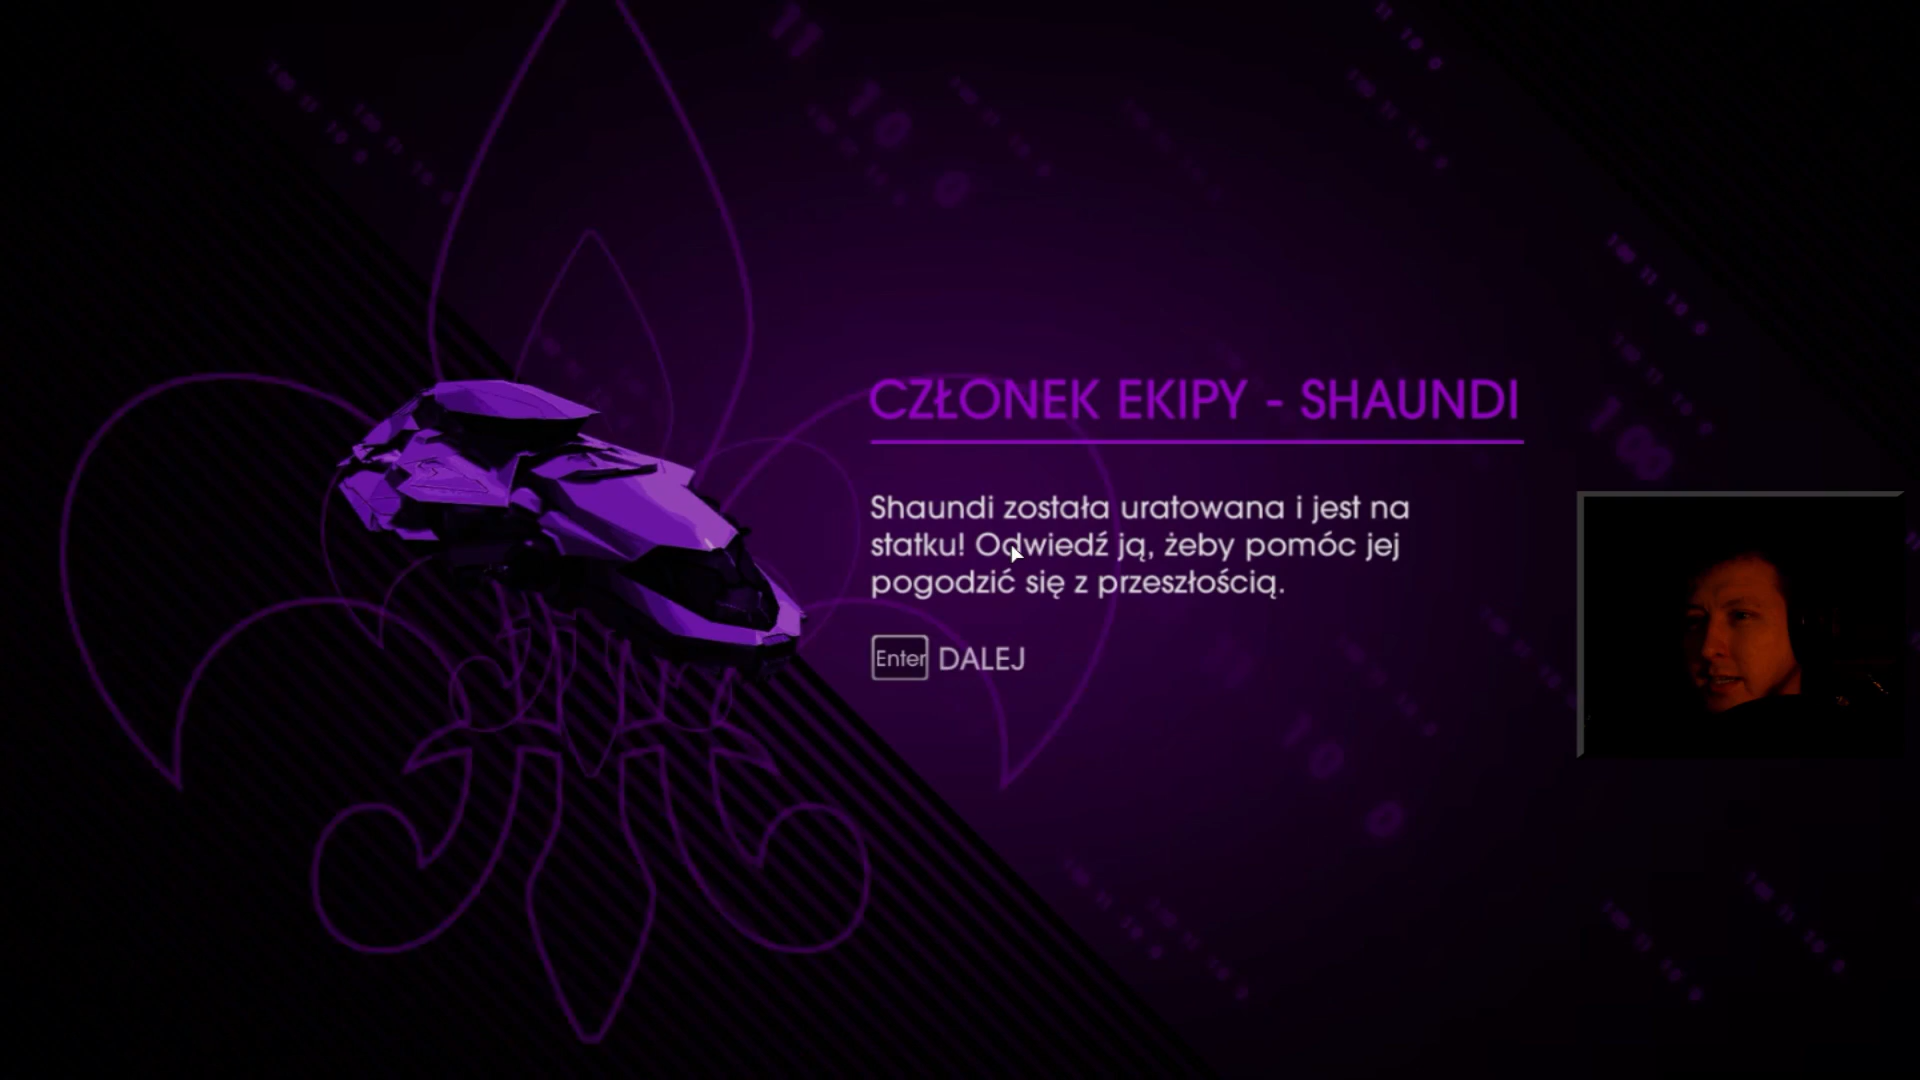 CZŁONEK EKIPY - SHAUNDI
Shaundi została uratowana i jest na
statku! Odwiedź ją, żeby pomóc jej
pogodzić się z przeszłością.
Enter DALEJ